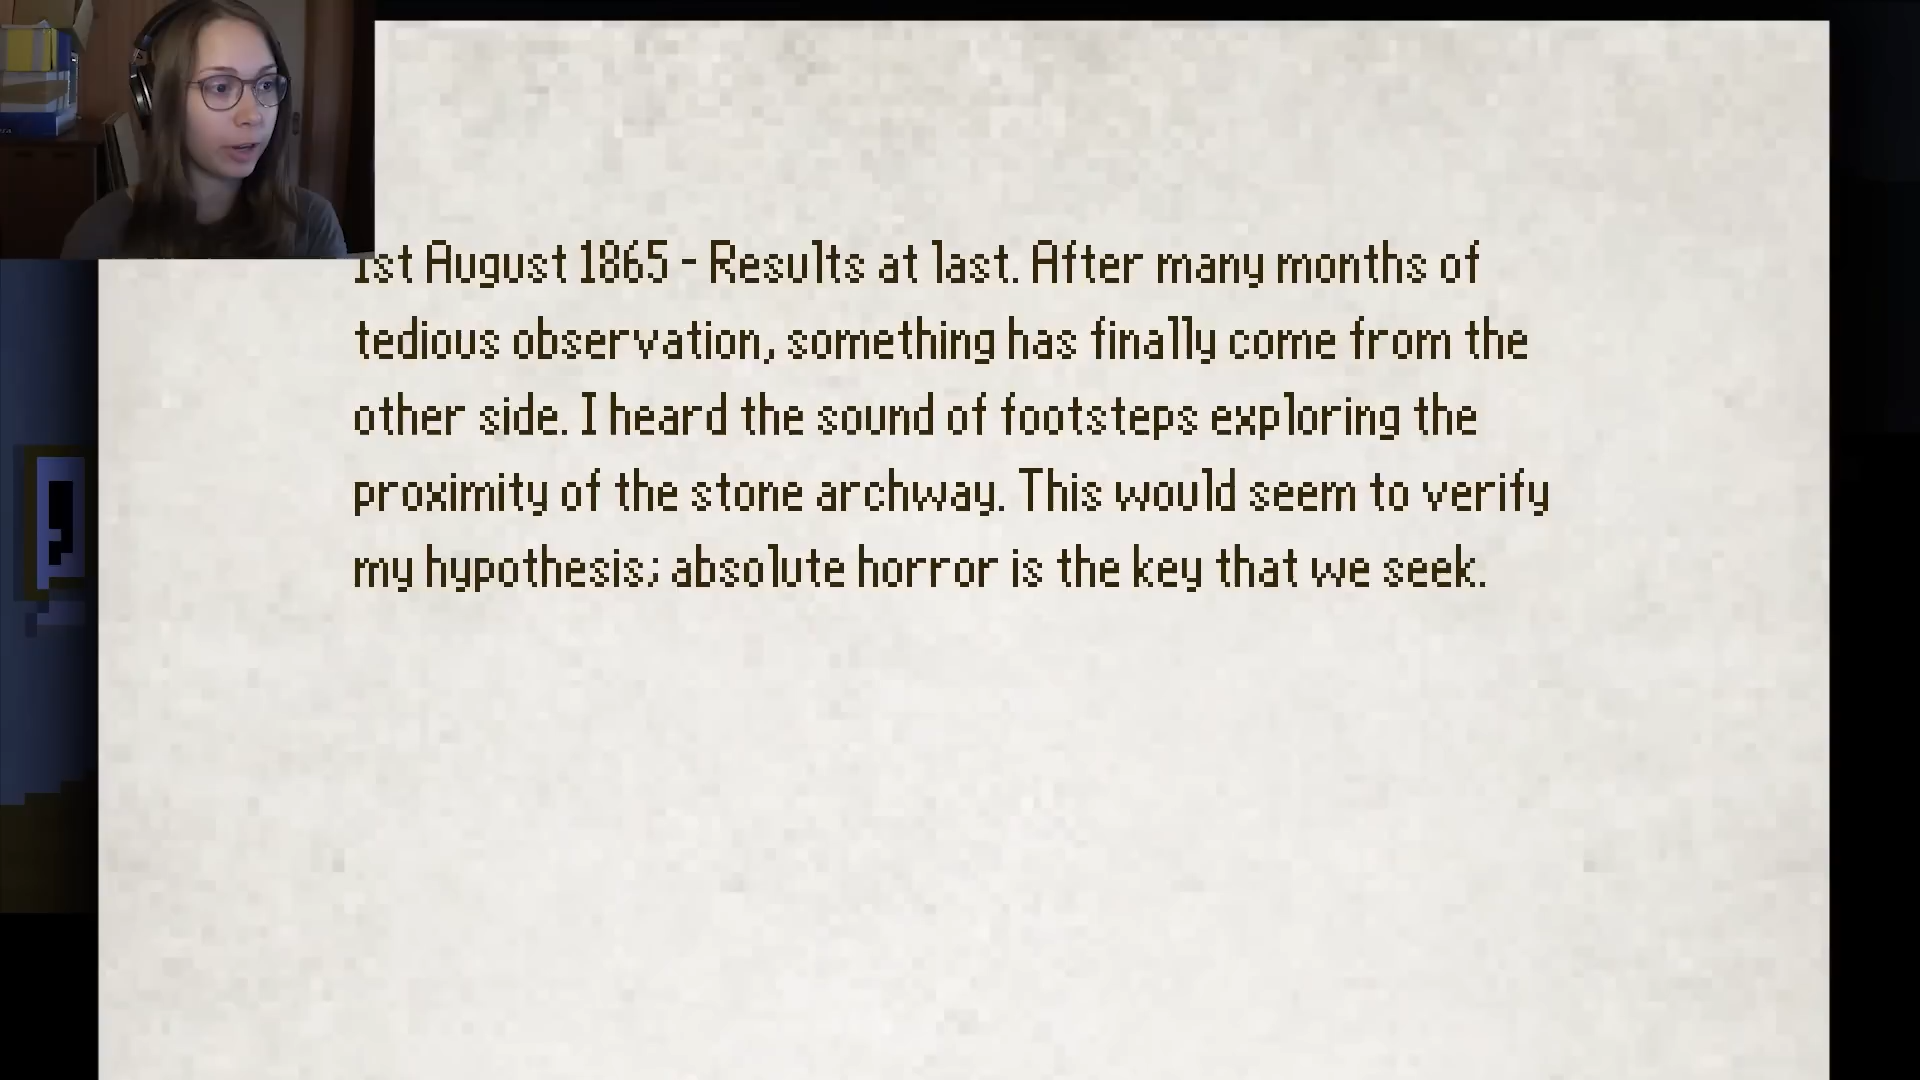 1st August 1865 - Results at last. After many months of
tedious observation, something has finally come from the
other side. I heard the sound of footsteps exploring the
proximity of the stone archway. This would seem to verify
my hypothesis; absolute horror is the key that we seek.